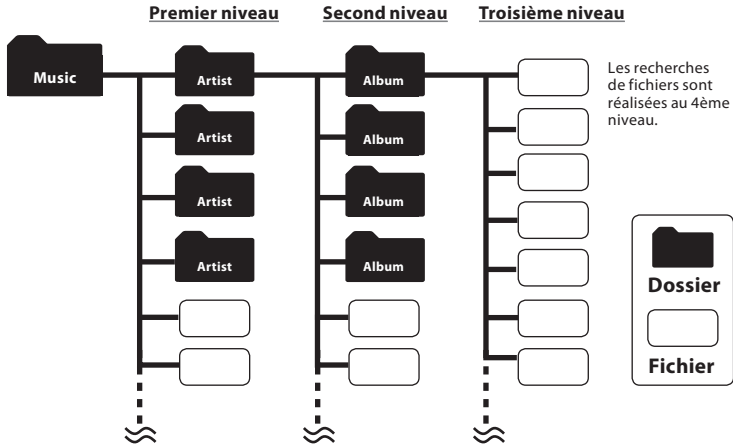 Premier niveau Second niveau Troisième niveau
Music Artist Album
Les recherches
de fichiers sont
réalisées au 4ème
niveau.
Artist Album
Artist Album
Artist Album
Dossier
Fichier